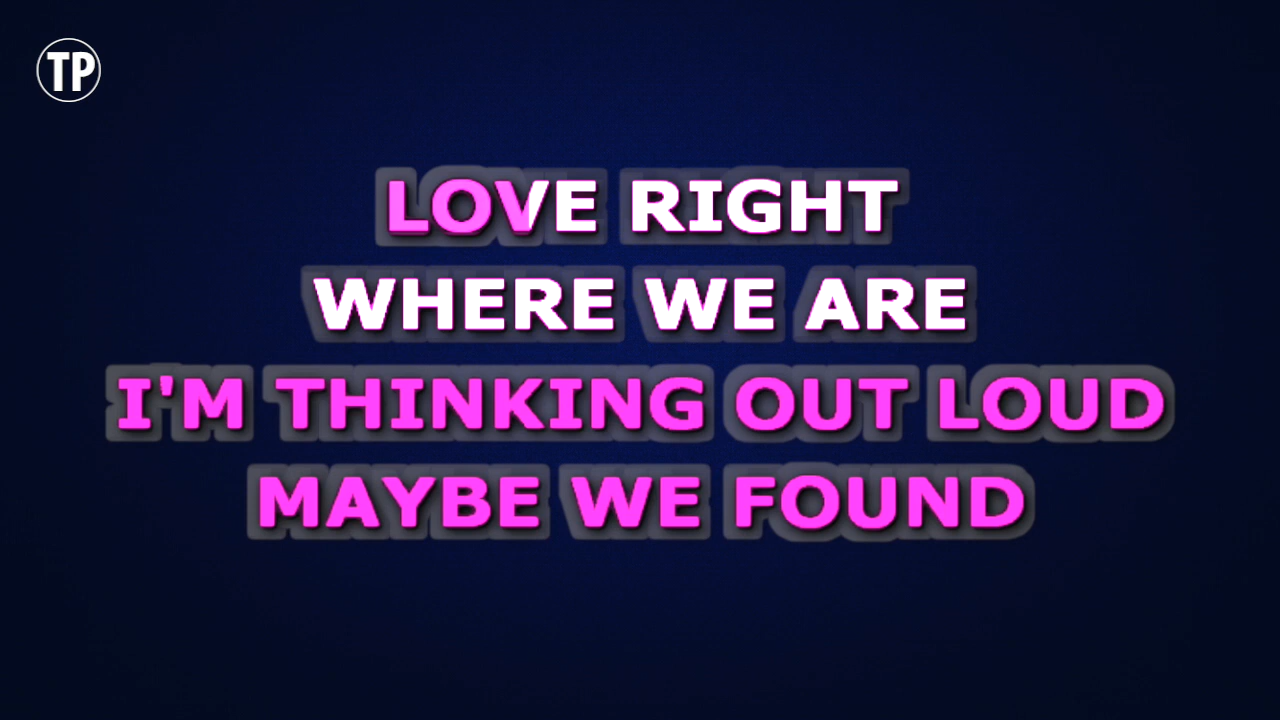 TP
LOVE RIGHT
WHERE WE ARE
I'M THINKING OUT LOUD
MAYBE WE FOUND